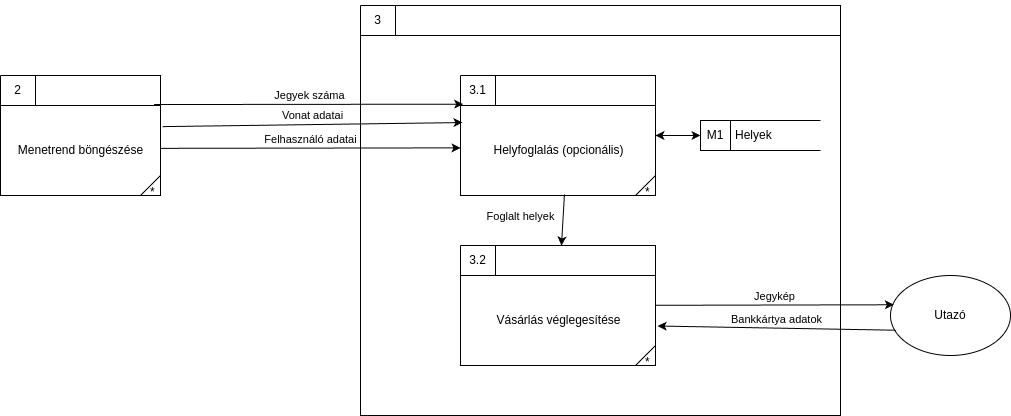 3
2
Menetrend böngészése
*
Jegyek száma
Vonat adatai
Felhasználó adatai
3.1
Helyfoglalás (opcionális)
*
M1 Helyek
Foglalt helyek
3.2
Vásárlás véglegesítése
*
Jegykép
Bankkártya adatok
Utazó